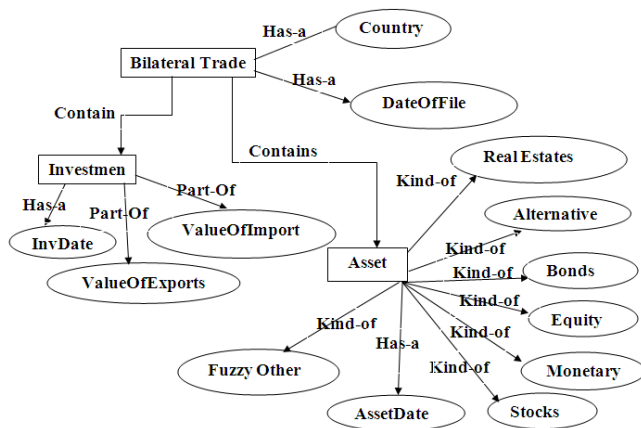 Country
Has-a
Bilateral Trade
Has-a
DateOfFile
Contain
Contains
Real Estates
Investmen
Kind-of
Part-Of
Has-a
Part-Of
Alternative
InvDate
ValueOfImport
Kind-of
Asset
Kind-of
Bonds
ValueOfExports
Kind-of
Equity
Kind-of
Kind-of
Has-a
Kind-of
Fuzzy Other
Monetary
AssetDate
Stocks